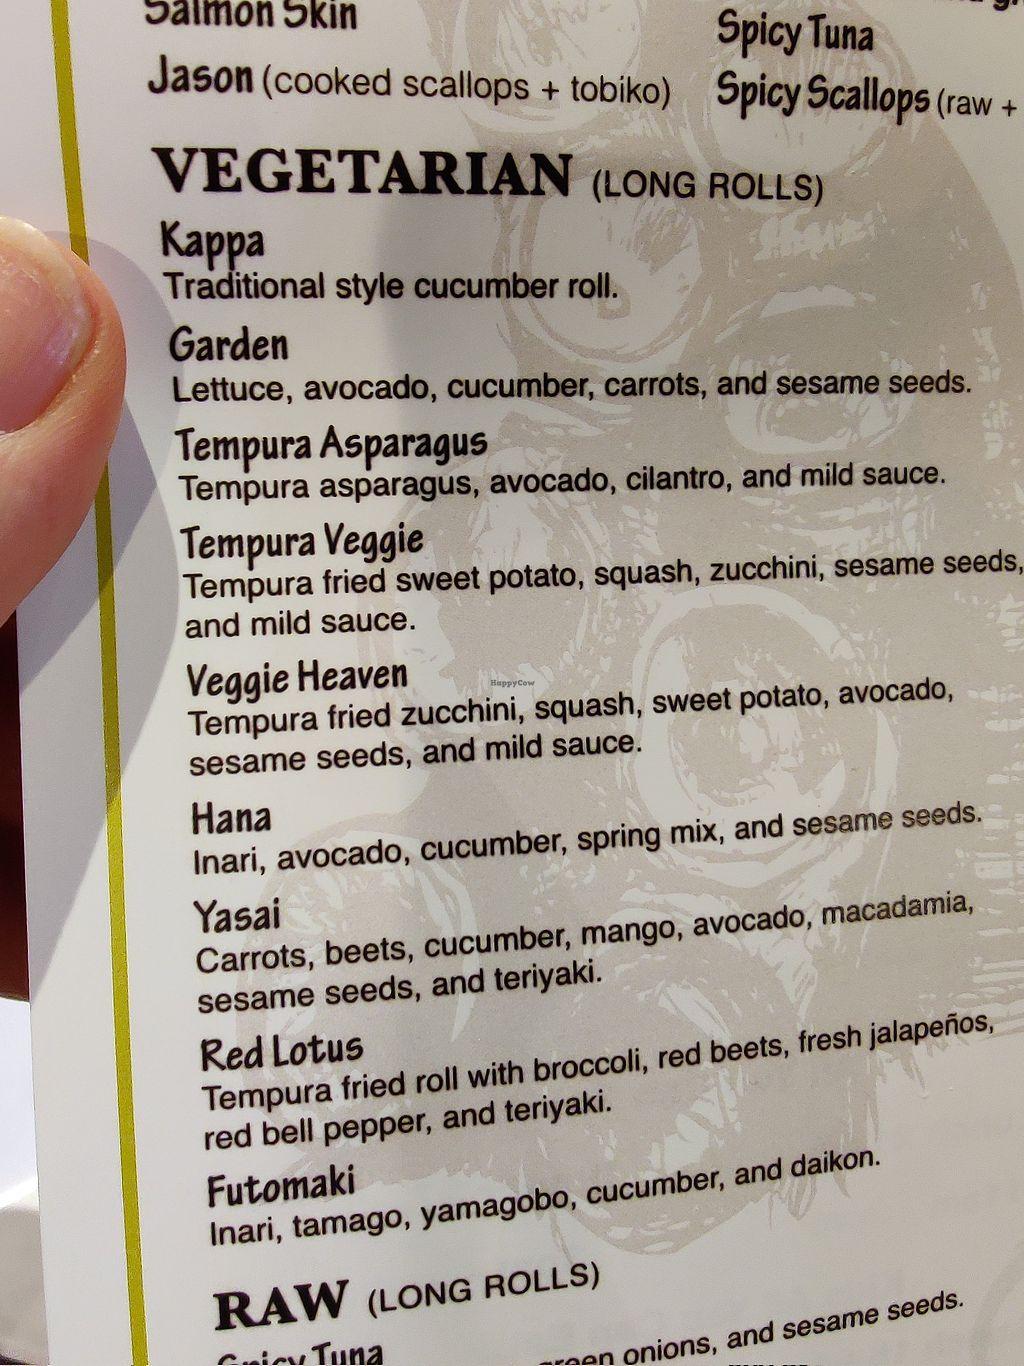 Salmon Skin
Spicy Tuna
Jason (cooked scallops + tobiko)
Spicy Scallops (raw +
VEGETARIAN (LONG ROLLS)
Kappa
Traditional style cucumber roll.
Garden
Lettuce, avocado, cucumber, carrots, and sesame seeds.
Tempura Asparagus
Tempura asparagus, avocado, cilantro, and mild sauce.
Tempura Veggie
Tempura fried sweet potato, squash, zucchini, sesame seeds,
and mild sauce.
Veggie Heaven
Tempura fried zucchini, squash, sweet potato, avocado,
sesame seeds, and mild sauce.
Hana
Inari, avocado, cucumber, spring mix, and sesame seeds.
Yasai
Carrots, beets, cucumber, mango, avocado, macadamia,
sesame seeds, and teriyaki.
Red Lotus
Tempura fried roll with broccoli, red beets, fresh jalapeños,
red bell pepper, and teriyaki.
Futomaki
Inari, tamago, yamagobo, cucumber, and daikon.
RAW (LONG ROLLS)
Spicy Tuna
green onions, and sesame seeds.
HappyCow